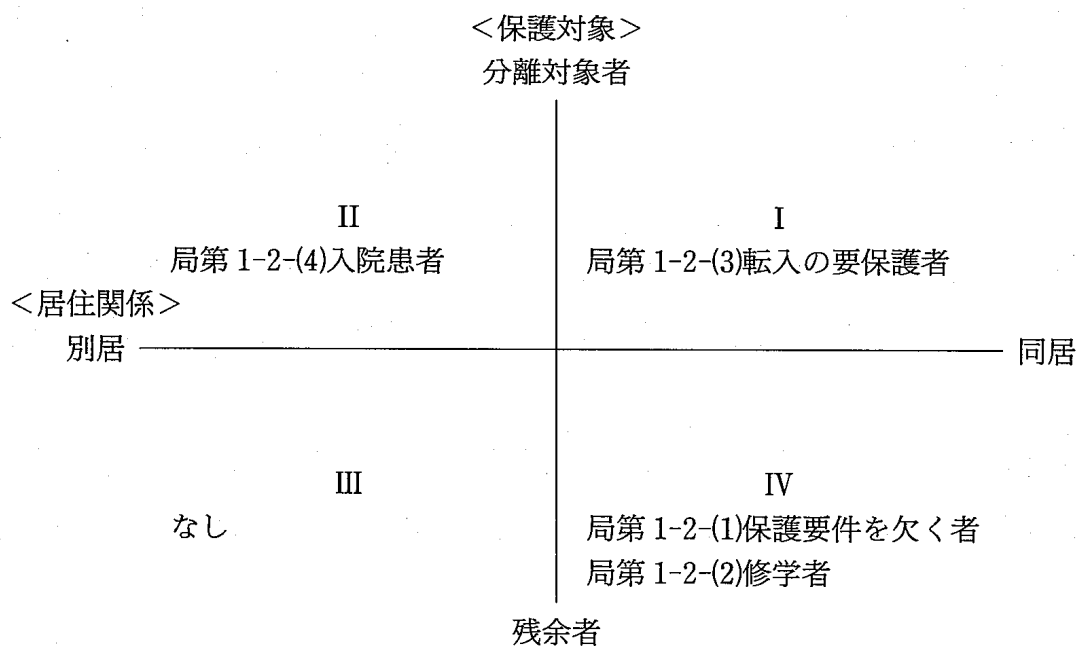 <保護対象>
分離対象者
II
I
局第1-2-(4)入院患者
局第1-2-(3)転入の要保護者
<居住関係>
別居
同居
III
IV
なし
局第1-2-(1)保護要件を欠く者
局第1-2-(2)修学者
残余者